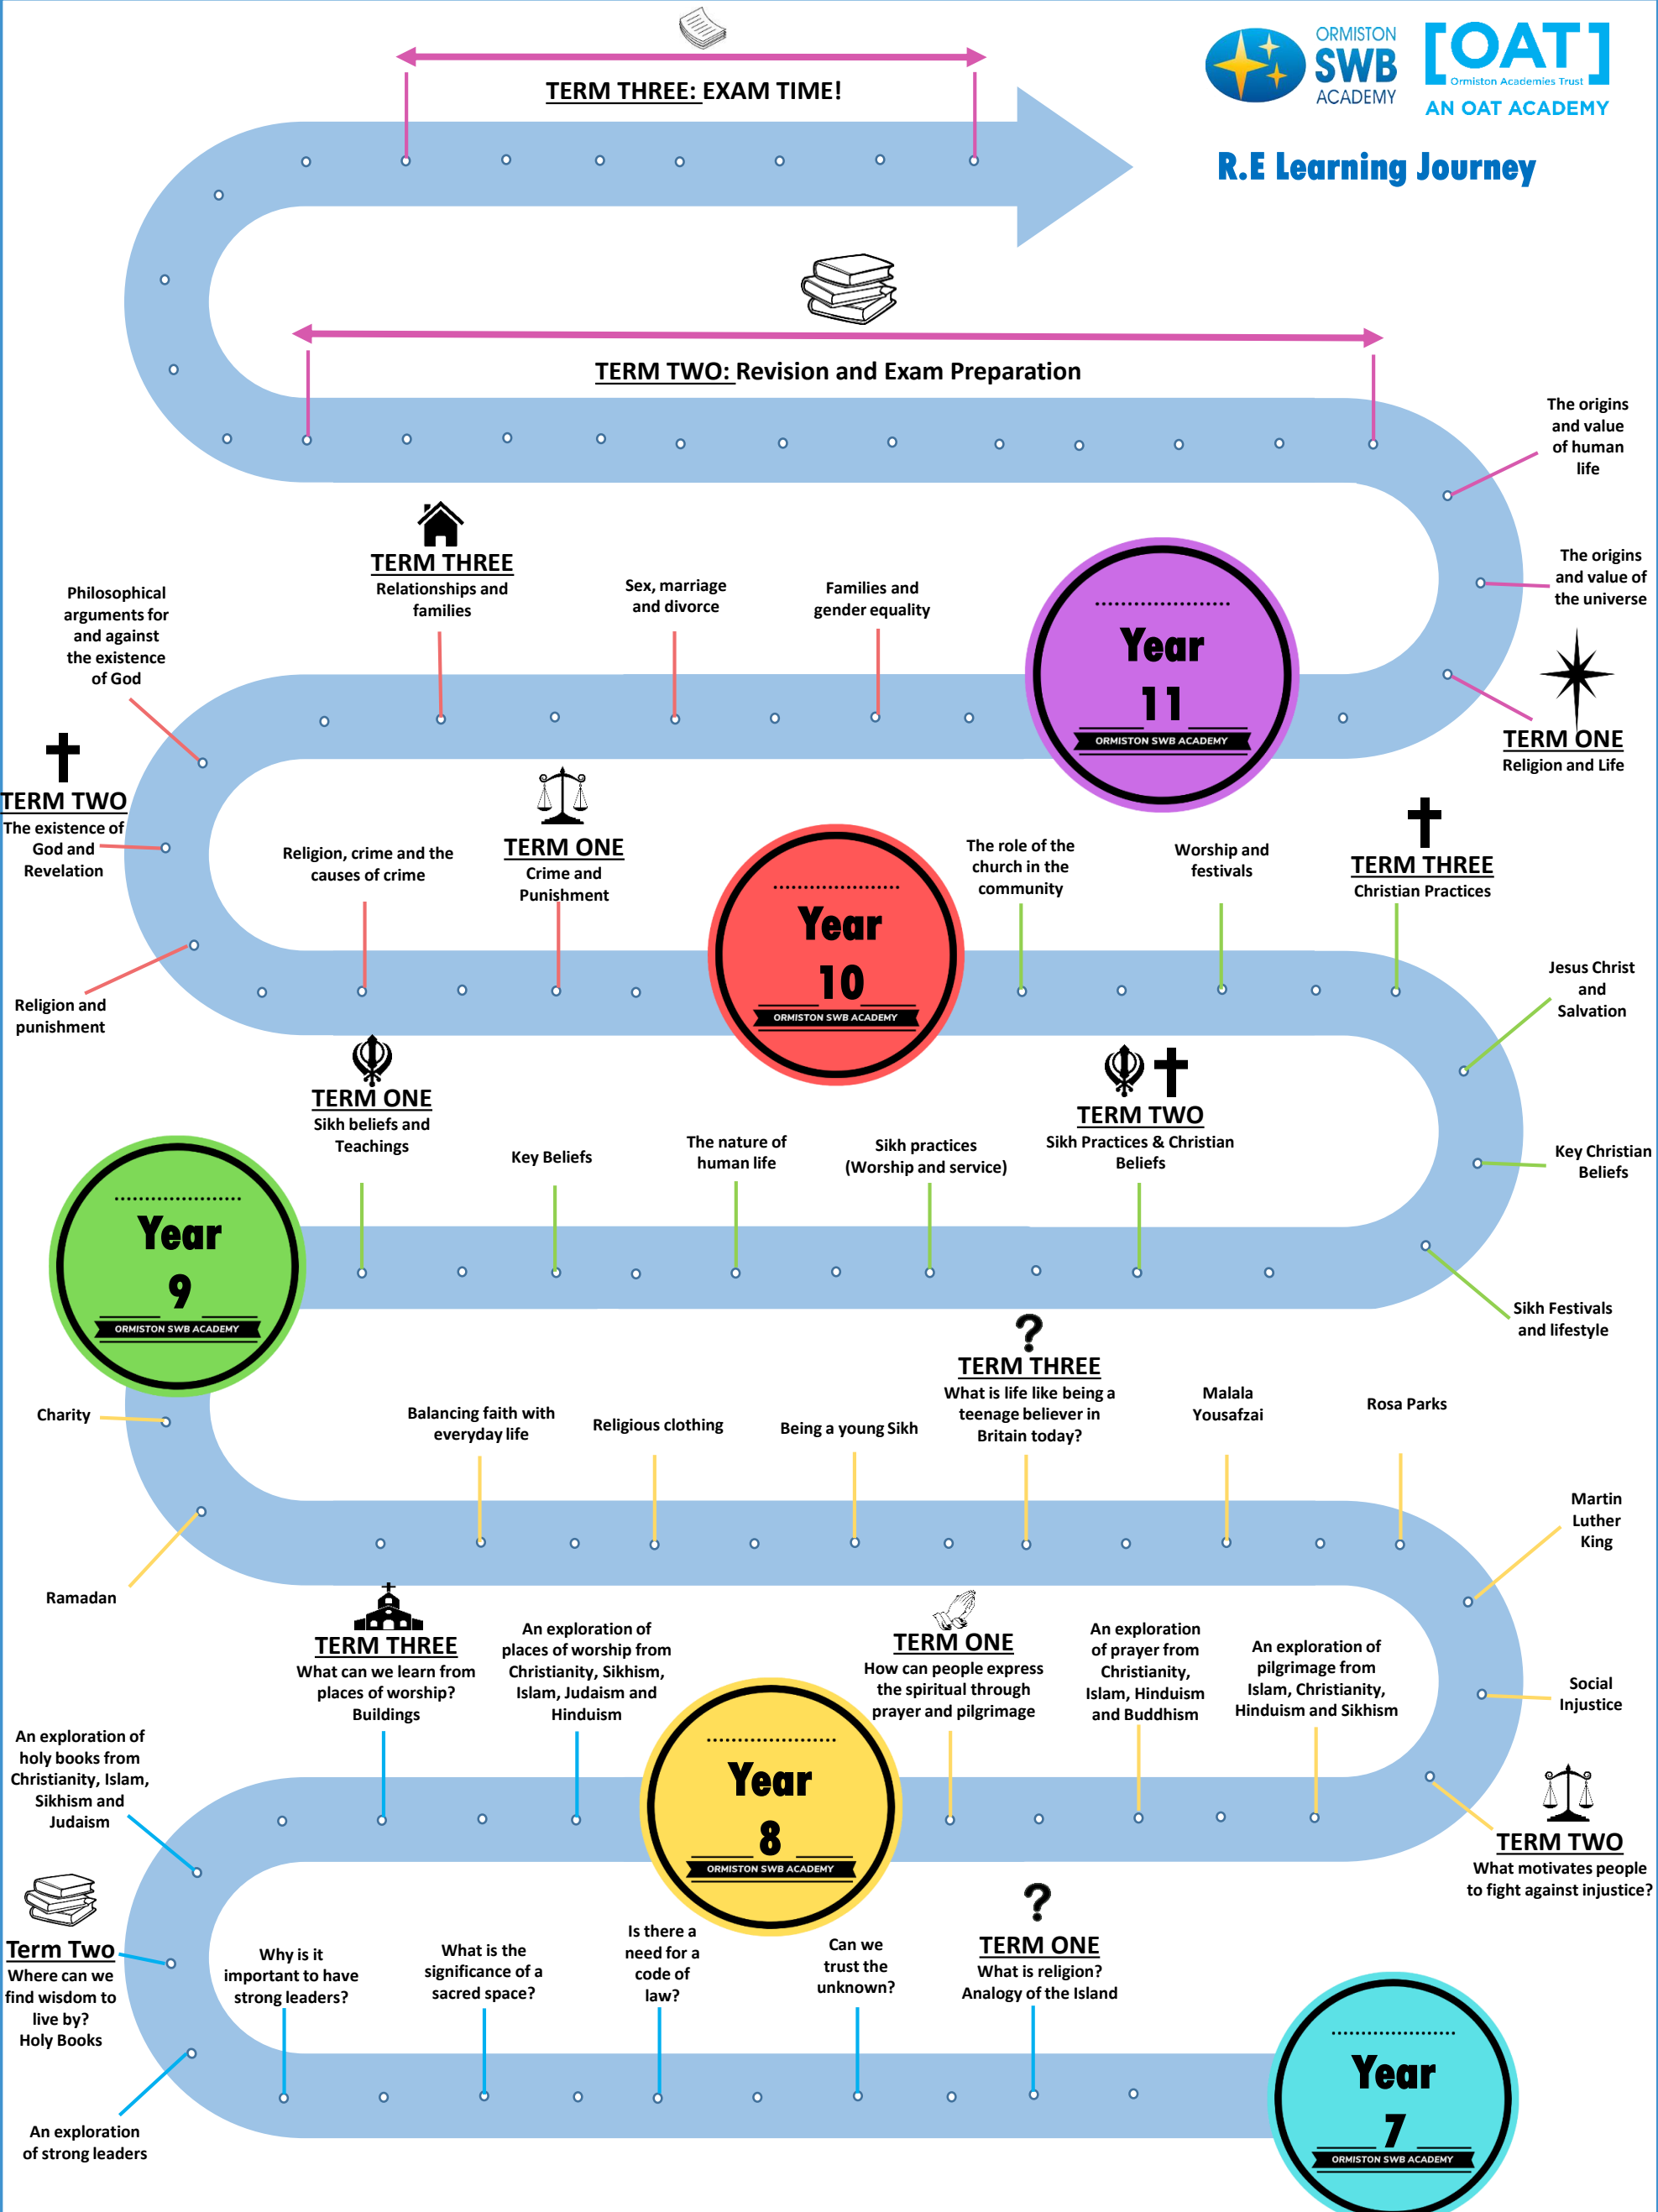 TERM THREE: EXAM TIME!
ORMISTON
SWB
ACADEMY
[OAT]
Ormiston Academies Trust
AN OAT ACADEMY
R.E Learning Journey
TERM TWO: Revision and Exam Preparation
The origins
and value
of human
life
The origins
and value of
the universe
TERM ONE
Religion and Life
Year
11
ORMISTON SWB ACADEMY
Families and
gender equality
Sex, marriage
and divorce
TERM THREE
Relationships and
families
Philosophical
arguments for
and against
the existence
of God
TERM TWO
The existence of
God and
Revelation
Religion and
punishment
Religion, crime and the
causes of crime
TERM ONE
Crime and
Punishment
Year
10
ORMISTON SWB ACADEMY
The role of the
church in the
community
Worship and
festivals
TERM THREE
Christian Practices
Jesus Christ
and
Salvation
Key Christian
Beliefs
Sikh Festivals
and lifestyle
TERM TWO
Sikh Practices & Christian
Beliefs
Sikh practices
(Worship and service)
The nature of
human life
Key Beliefs
TERM ONE
Sikh beliefs and
Teachings
Year
9
ORMISTON SWB ACADEMY
Charity
Ramadan
Balancing faith with
everyday life
Religious clothing
Being a young Sikh
TERM THREE
What is life like being a
teenage believer in
Britain today?
Malala
Yousafzai
Rosa Parks
Martin
Luther
King
Social
Injustice
TERM TWO
What motivates people
to fight against injustice?
An exploration of
pilgrimage from
Islam, Christianity,
Hinduism and Sikhism
An exploration
of prayer from
Christianity,
Islam, Hinduism
and Buddhism
TERM ONE
How can people express
the spiritual through
prayer and pilgrimage
Year
8
ORMISTON SWB ACADEMY
An exploration of
places of worship from
Christianity, Sikhism,
Islam, Judaism and
Hinduism
TERM THREE
What can we learn from
places of worship?
Buildings
An exploration of
holy books from
Christianity, Islam,
Sikhism and
Judaism
Term Two
Where can we
find wisdom to
live by?
Holy Books
An exploration
of strong leaders
Why is it
important to have
strong leaders?
What is the
significance of a
sacred space?
Is there a
need for a
code of
law?
Can we
trust the
unknown?
TERM ONE
What is religion?
Analogy of the Island
Year
7
ORMISTON SWB ACADEMY